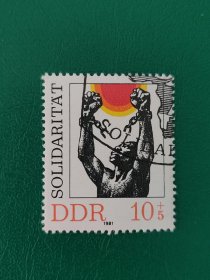 SOLIDARITÄT
DDR 10+5
1981